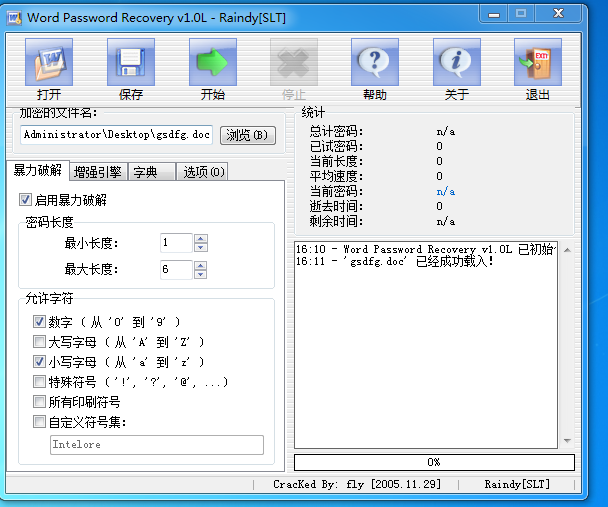 Word Password Recovery v1.0L - Raindy[SLT]
打开 保存 开始 停止 帮助 关于 退出
加密的文件名:
Administrator\Desktop\gsdfg.doc 浏览(B)
暴力破解 增强引擎 字典 选项(O)
启用暴力破解
密码长度
最小长度: 1
最大长度: 6
允许字符
数字 ( 从 '0' 到 '9' )
大写字母 ( 从 'A' 到 'Z' )
小写字母 ( 从 'a' 到 'z' )
特殊符号 ( '!', '?', '@', ...)
所有印刷符号
自定义符号集:
Intelore
统计
总计密码: n/a
已试密码: 0
当前长度: 0
平均速度: 0
当前密码: n/a
逝去时间: 0
剩余时间: n/a
16:10 - Word Password Recovery v1.0L 已初始
16:11 - 'gsdfg.doc' 已经成功载入!
0%
CracKed By: fly [2005.11.29] Raindy[SLT]